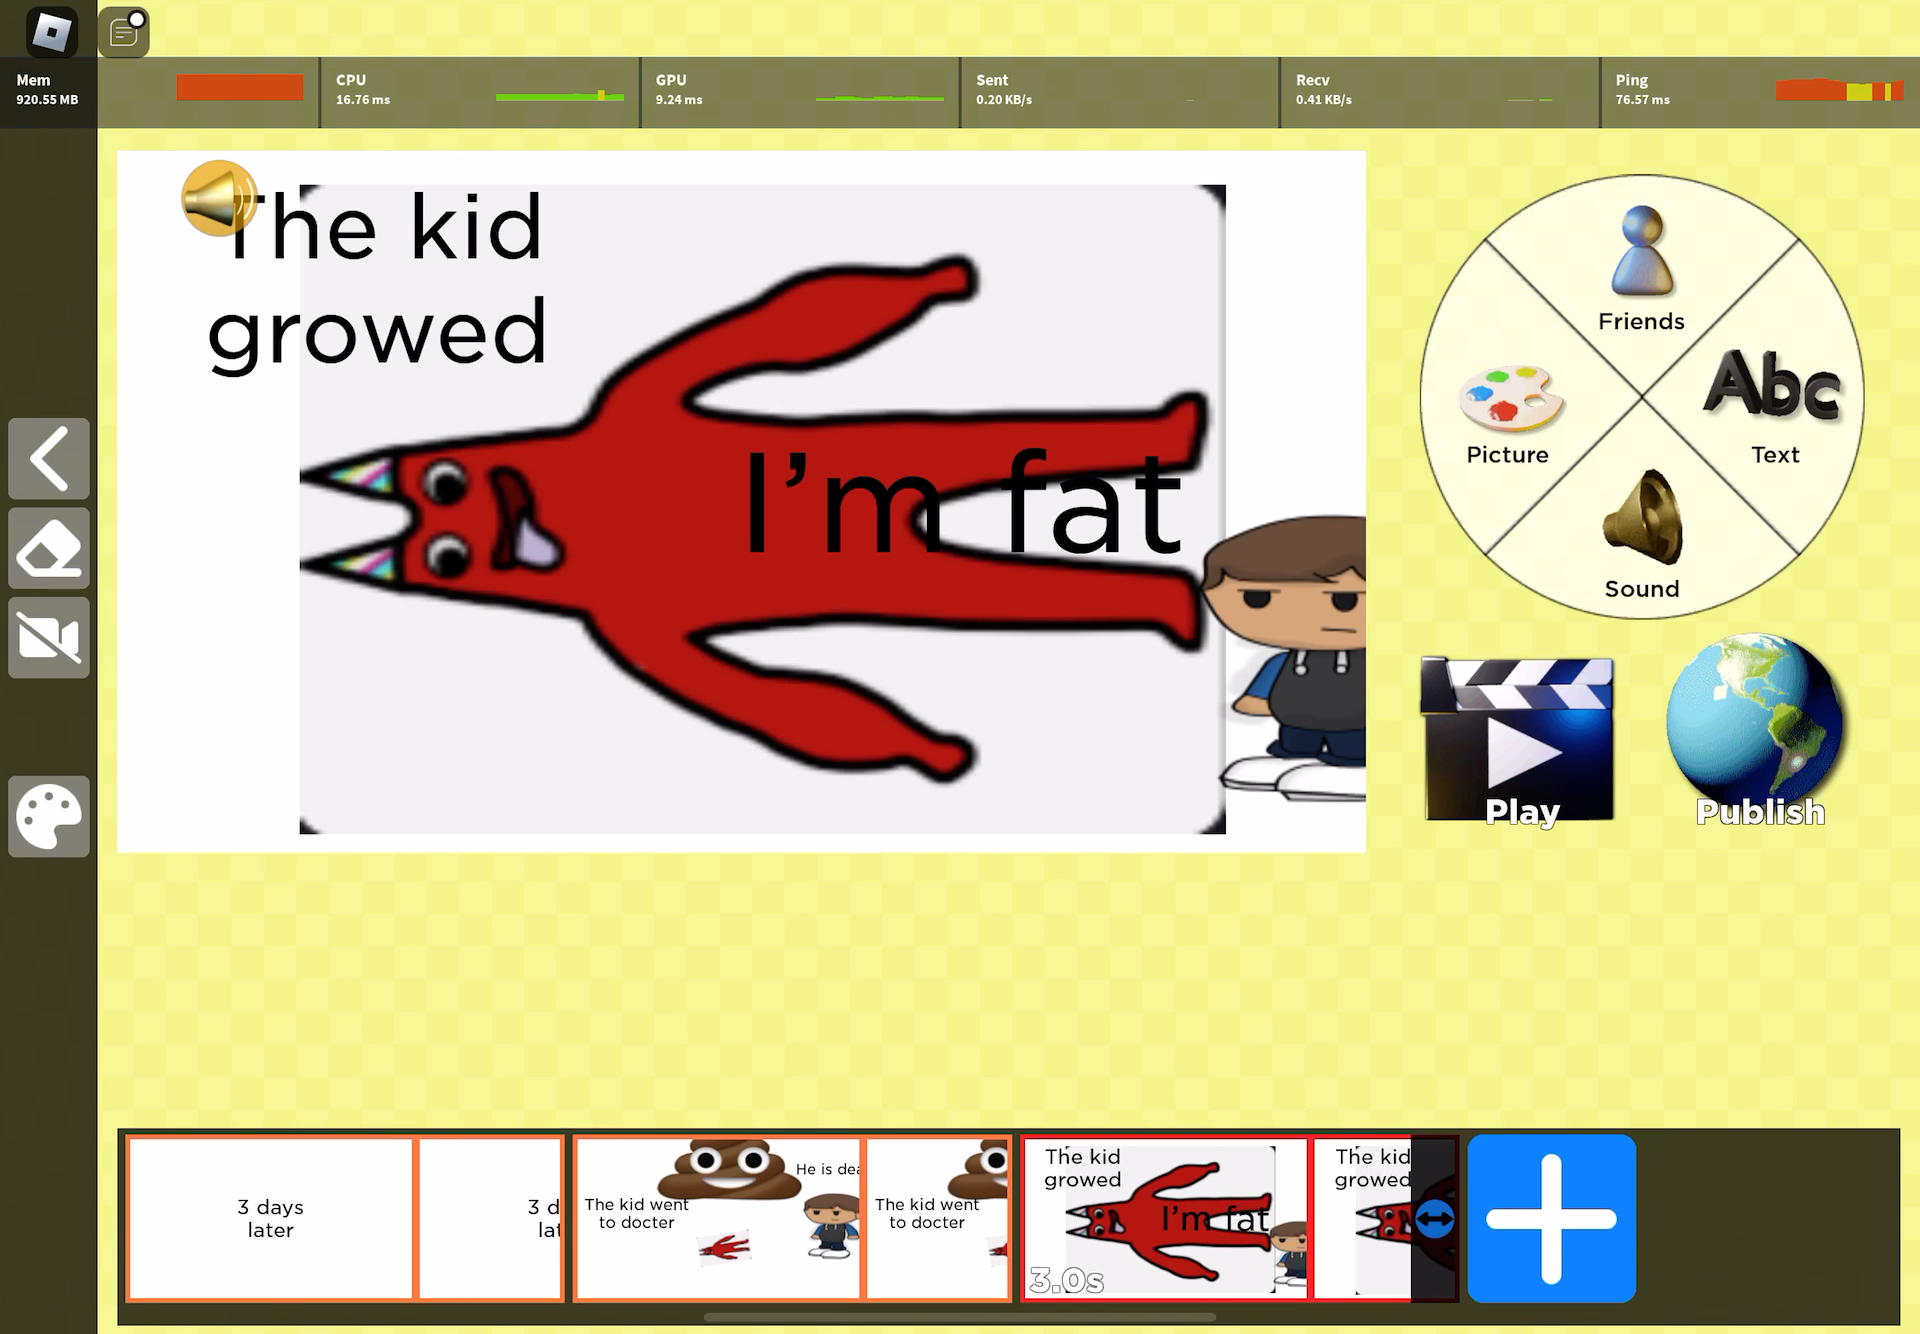 Mem
920.55 MB
CPU
16.76 ms
GPU
9.24 ms
Sent
0.20 KB/s
Recv
0.41 KB/s
Ping
76.57 ms
The kid
growed
I'm fat
Friends
Picture
Abc
Text
Sound
Play
Publish
3 days
later
3 d
lat
He is dea
The kid went
to docter
The kid went
to docter
The kid
growed
I'm fat
3.0s
The kid
growed